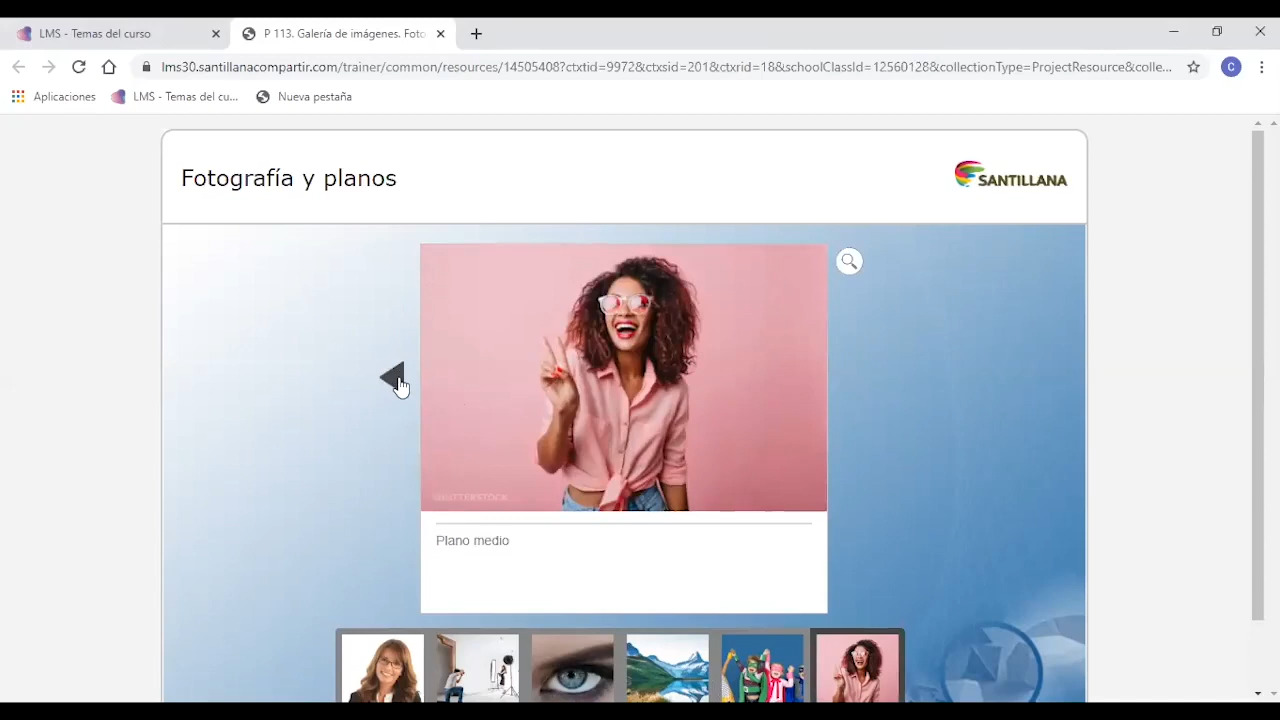 LMS - Temas del curso
P 113. Galería de imágenes. Foto
lms30.santillanacompartir.com/trainer/common/resources/14505408?ctxtid=9972&ctxsid=201&ctxrid=18&schoolClassId=12560128&collectionType=ProjectResource&colle...
C
Aplicaciones
LMS - Temas del cu...
Nueva pestaña
Fotografía y planos
SANTILLANA
SHUTTERSTOCK
Plano medio